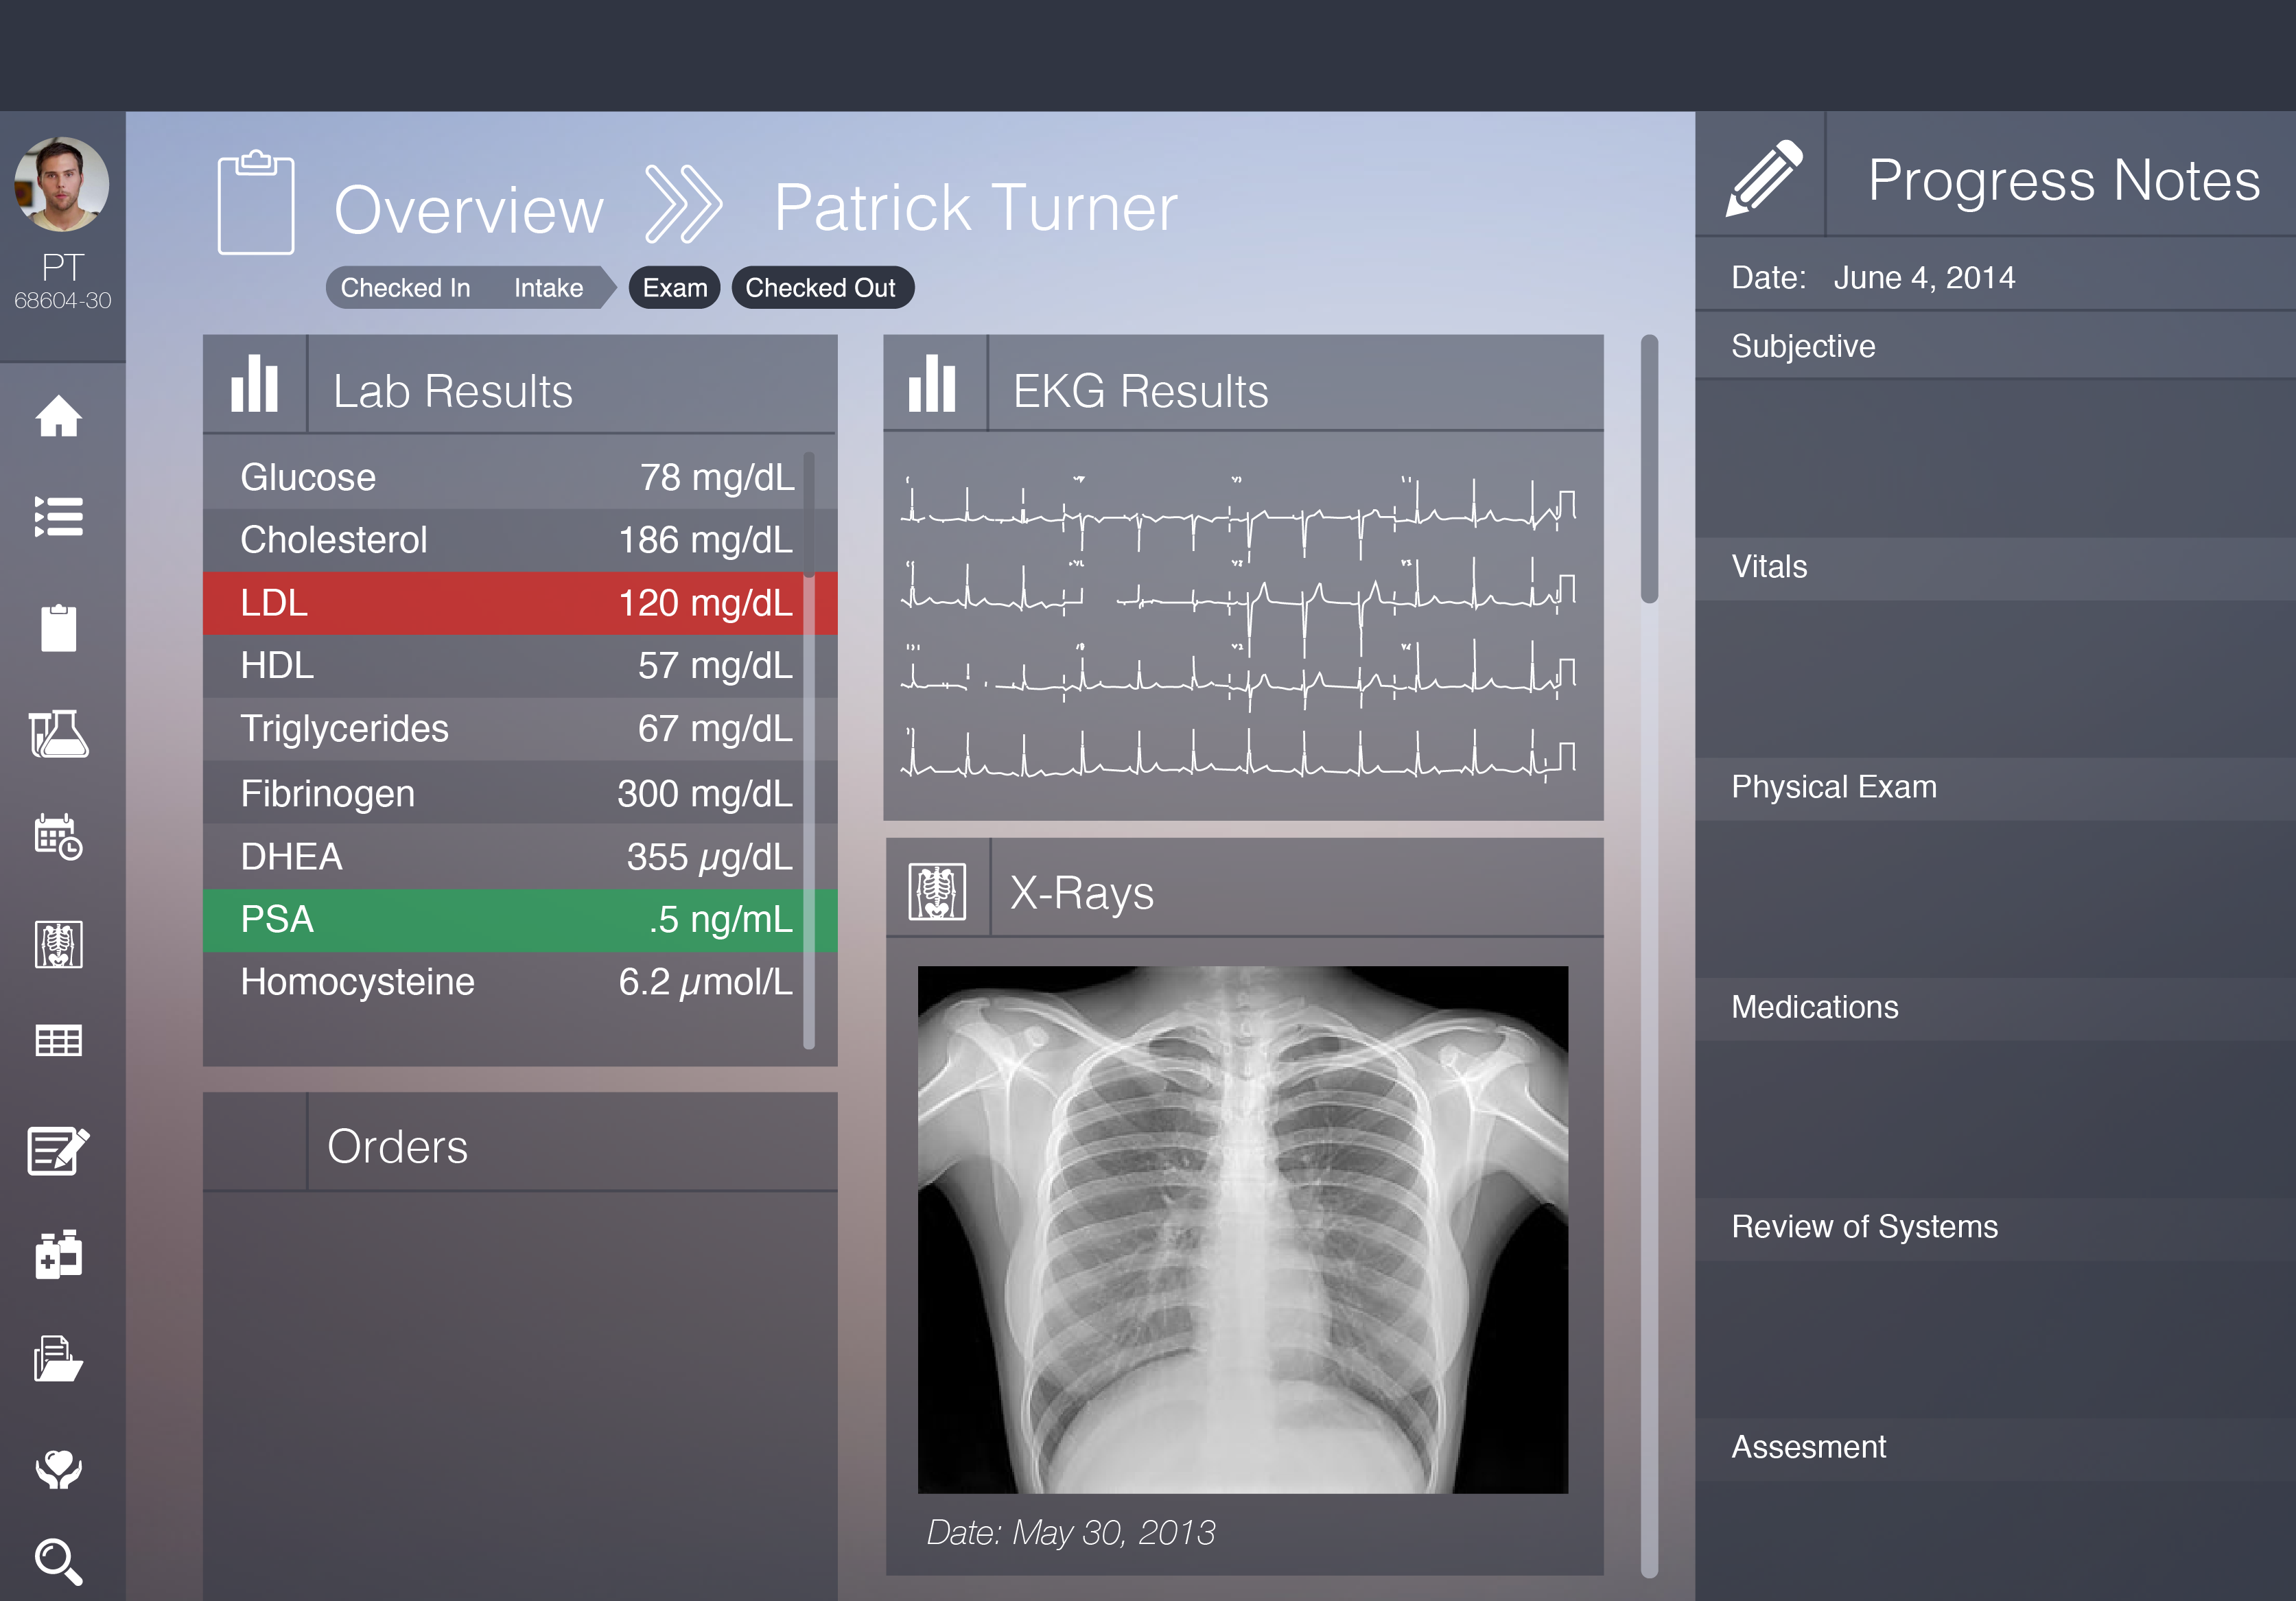 PT
68604-30
Overview
Patrick Turner
Checked In
Intake
Exam
Checked Out
Lab Results
Glucose 78 mg/dL
Cholesterol 186 mg/dL
LDL 120 mg/dL
HDL 57 mg/dL
Triglycerides 67 mg/dL
Fibrinogen 300 mg/dL
DHEA 355 µg/dL
PSA .5 ng/mL
Homocysteine 6.2 µmol/L
Orders
EKG Results
X-Rays
Date: May 30, 2013
Progress Notes
Date: June 4, 2014
Subjective
Vitals
Physical Exam
Medications
Review of Systems
Assesment